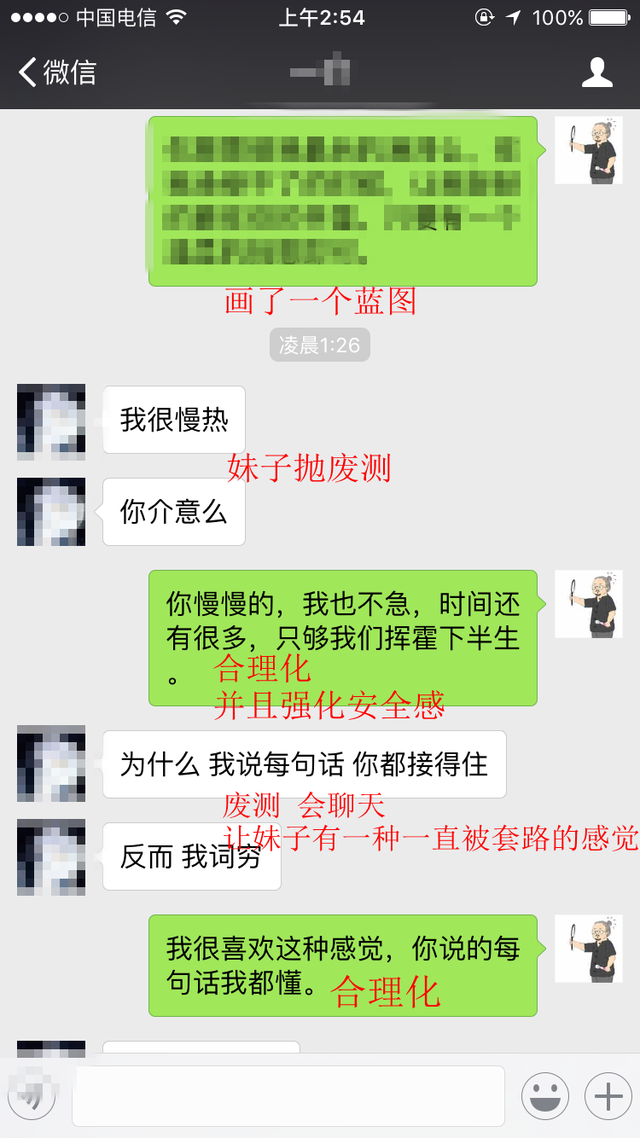 中国电信
上午2:54
100%
微信
画了一个蓝图
凌晨1:26
我很慢热
妹子抛废测
你介意么
你慢慢的，我也不急，时间还
有很多，只够我们挥霍下半生
。
合理化
并且强化安全感
为什么 我说每句话 你都接得住
废测 会聊天
让妹子有一种一直被套路的感觉
反而 我词穷
我很喜欢这种感觉，你说的每
句话我都懂。
合理化